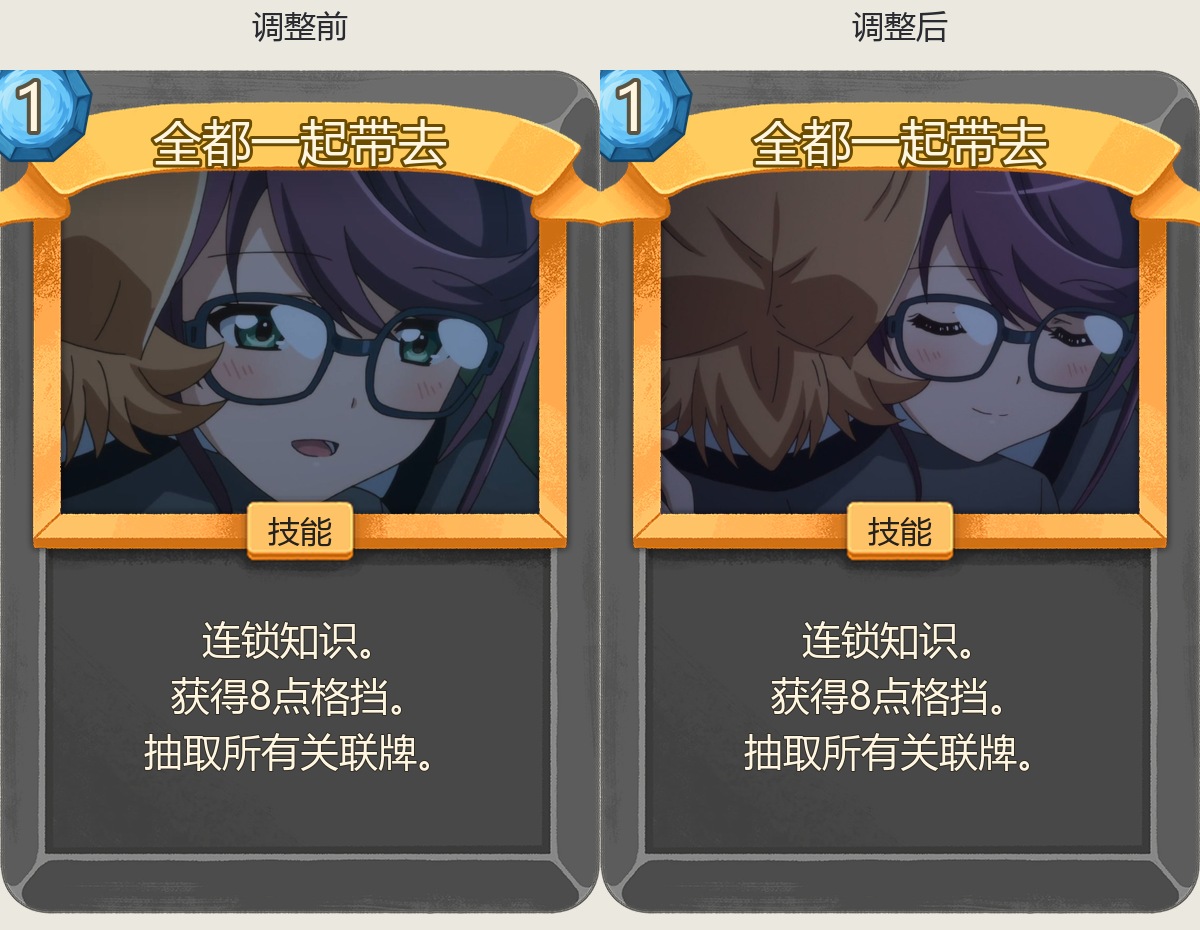 调整前
调整后
1
全都一起带去
技能
连锁知识。
获得8点格挡。
抽取所有关联牌。
1
全都一起带去
技能
连锁知识。
获得8点格挡。
抽取所有关联牌。